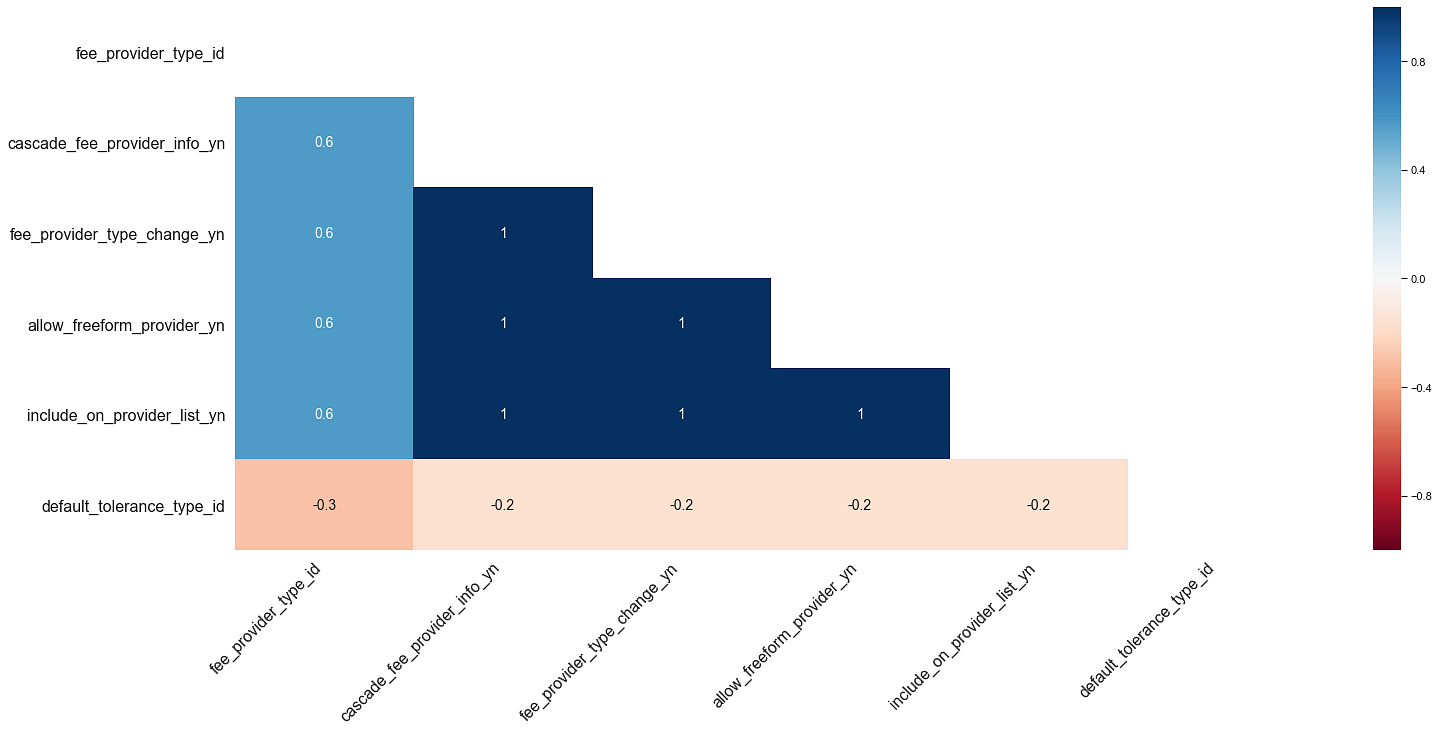 fee_provider_type_id
cascade_fee_provider_info_yn 0.6
fee_provider_type_change_yn 0.6 1
allow_freeform_provider_yn 0.6 1 1
include_on_provider_list_yn 0.6 1 1 1
default_tolerance_type_id -0.3 -0.2 -0.2 -0.2 -0.2
fee_provider_type_id
cascade_fee_provider_info_yn
fee_provider_type_change_yn
allow_freeform_provider_yn
include_on_provider_list_yn
default_tolerance_type_id
0.8
0.4
0.0
−0.4
−0.8